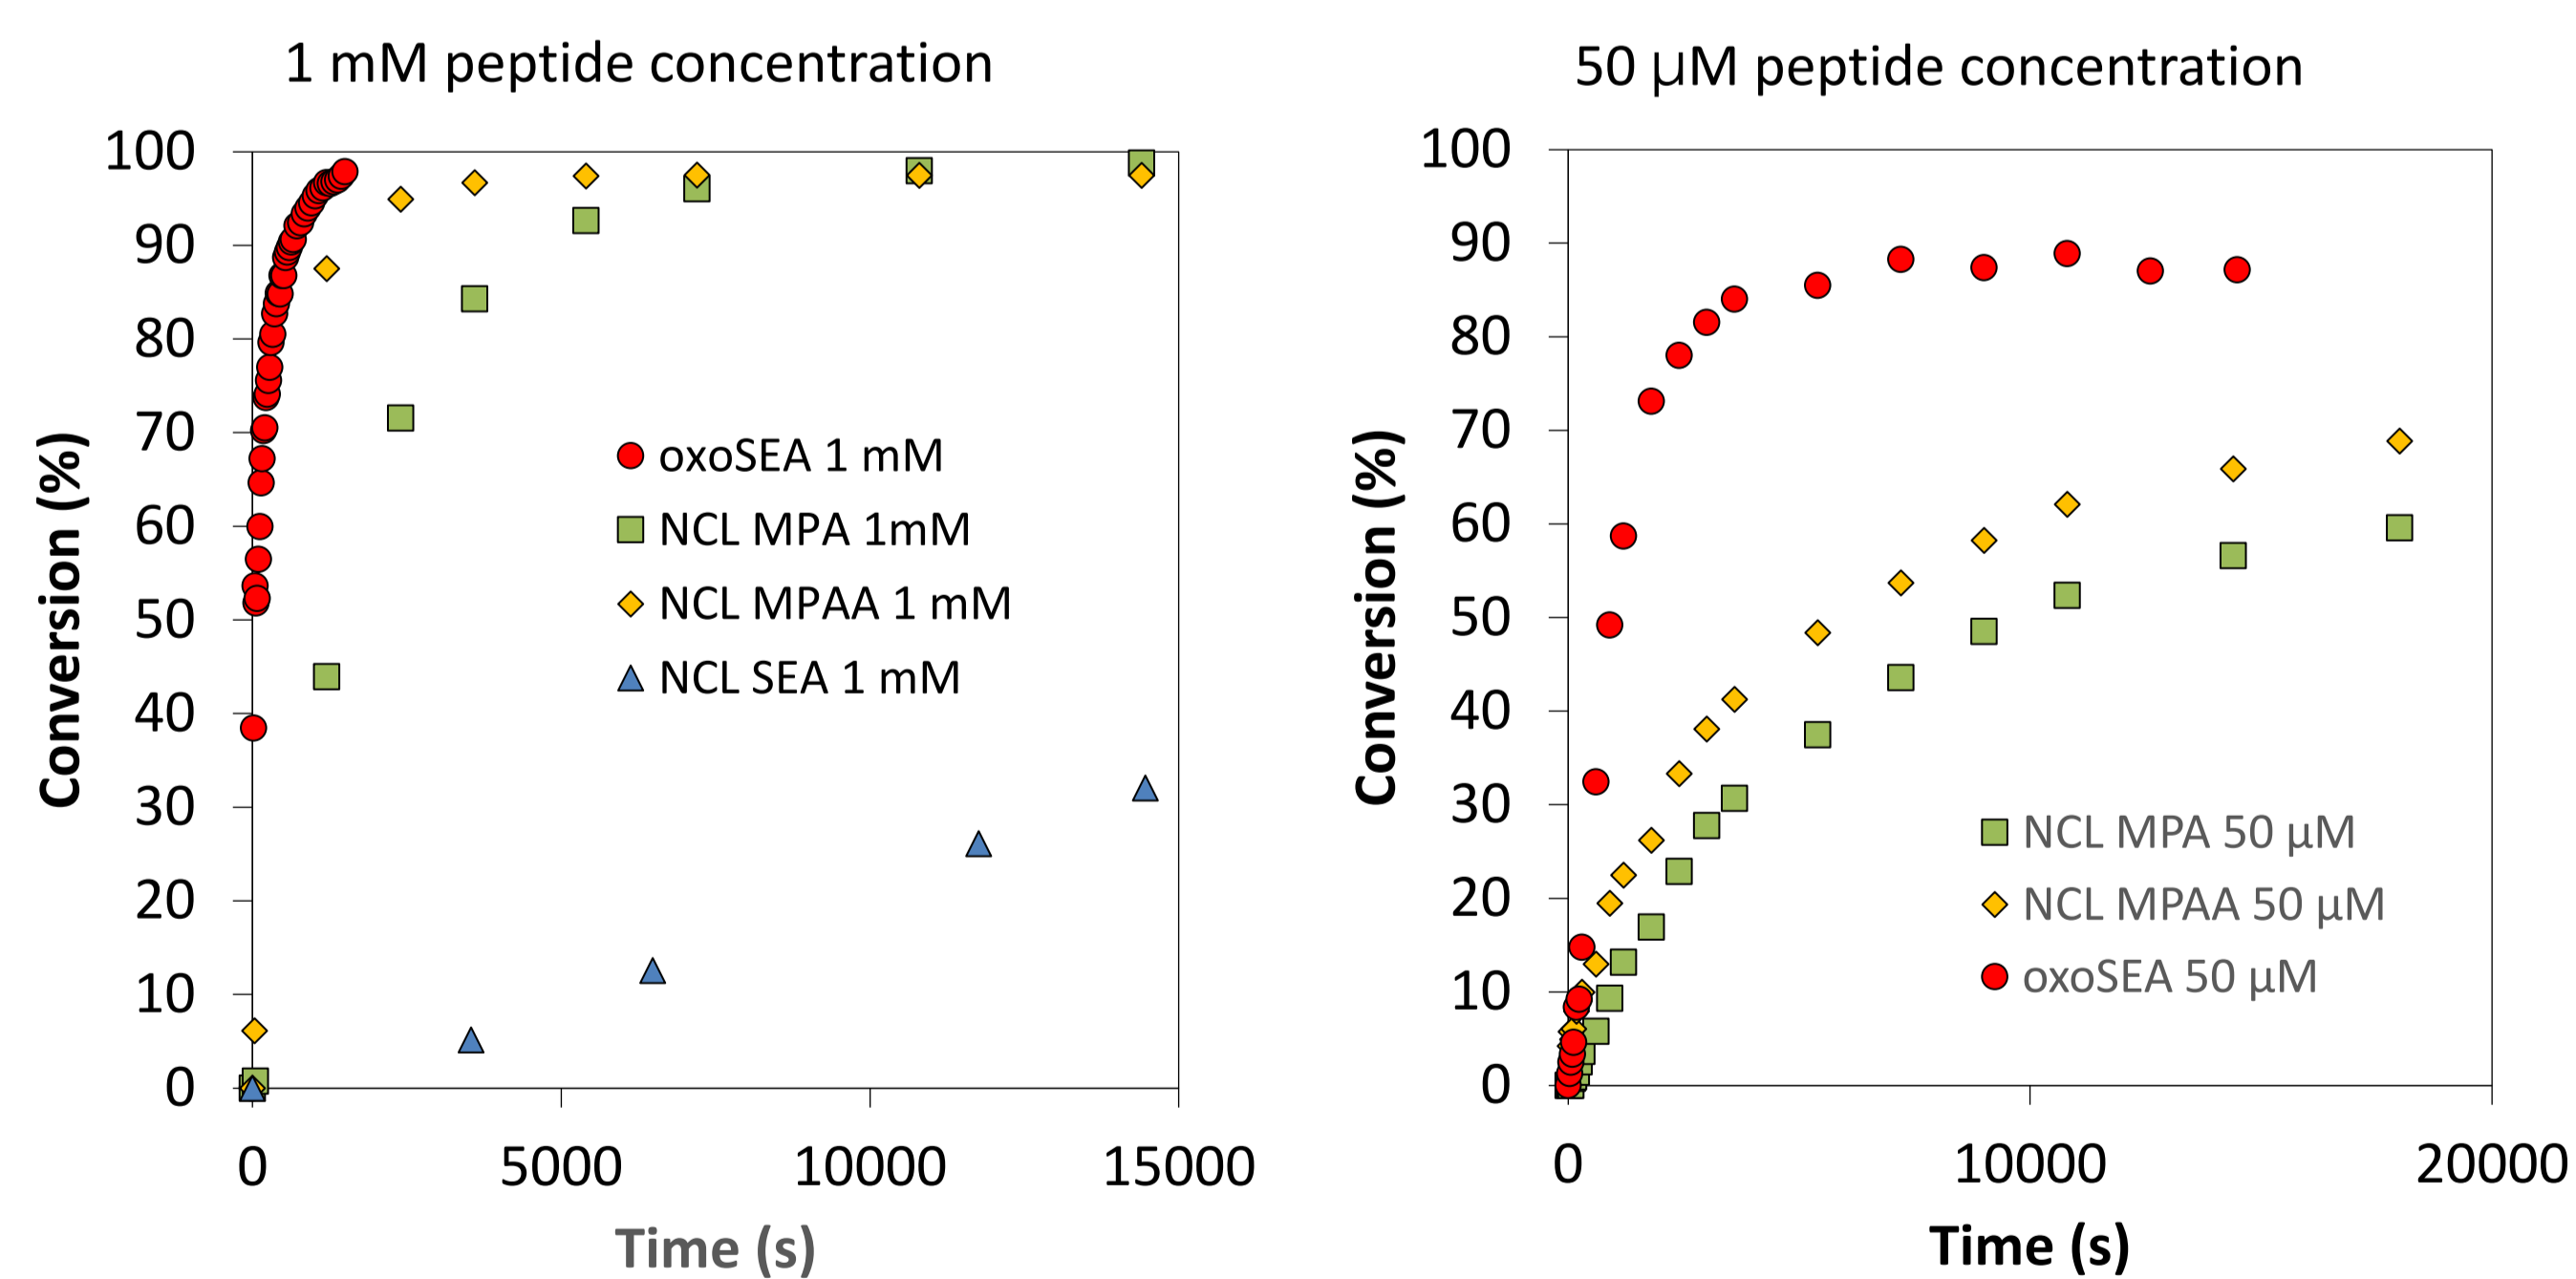 1 mM peptide concentration
Conversion (%)
100
90
80
70
60
50
40
30
20
10
0
oxoSEA 1 mM
NCL MPA 1mM
NCL MPAA 1 mM
NCL SEA 1 mM
0 5000 10000 15000
Time (s)
50 µM peptide concentration
Conversion (%)
100
90
80
70
60
50
40
30
20
10
0
NCL MPA 50 µM
NCL MPAA 50 µM
oxoSEA 50 µM
0 10000 20000
Time (s)